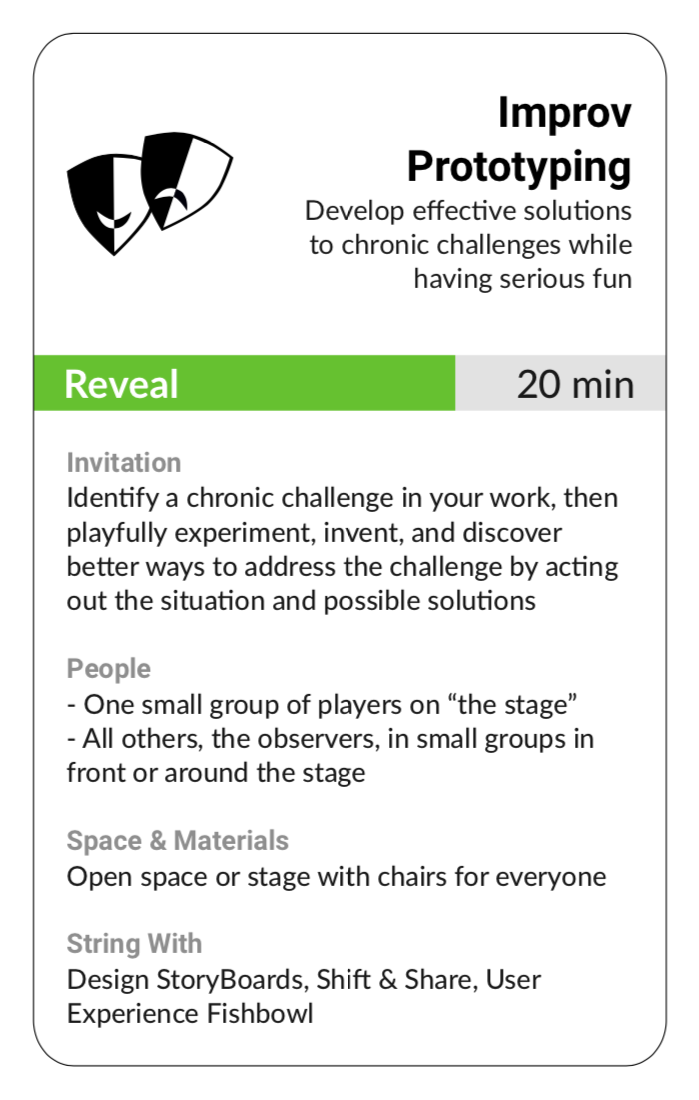 Improv
Prototyping
Develop effective solutions
to chronic challenges while
having serious fun
Reveal
20 min
Invitation
Identify a chronic challenge in your work, then
playfully experiment, invent, and discover
better ways to address the challenge by acting
out the situation and possible solutions
People
- One small group of players on “the stage”
- All others, the observers, in small groups in
front or around the stage
Space & Materials
Open space or stage with chairs for everyone
String With
Design StoryBoards, Shift & Share, User
Experience Fishbowl